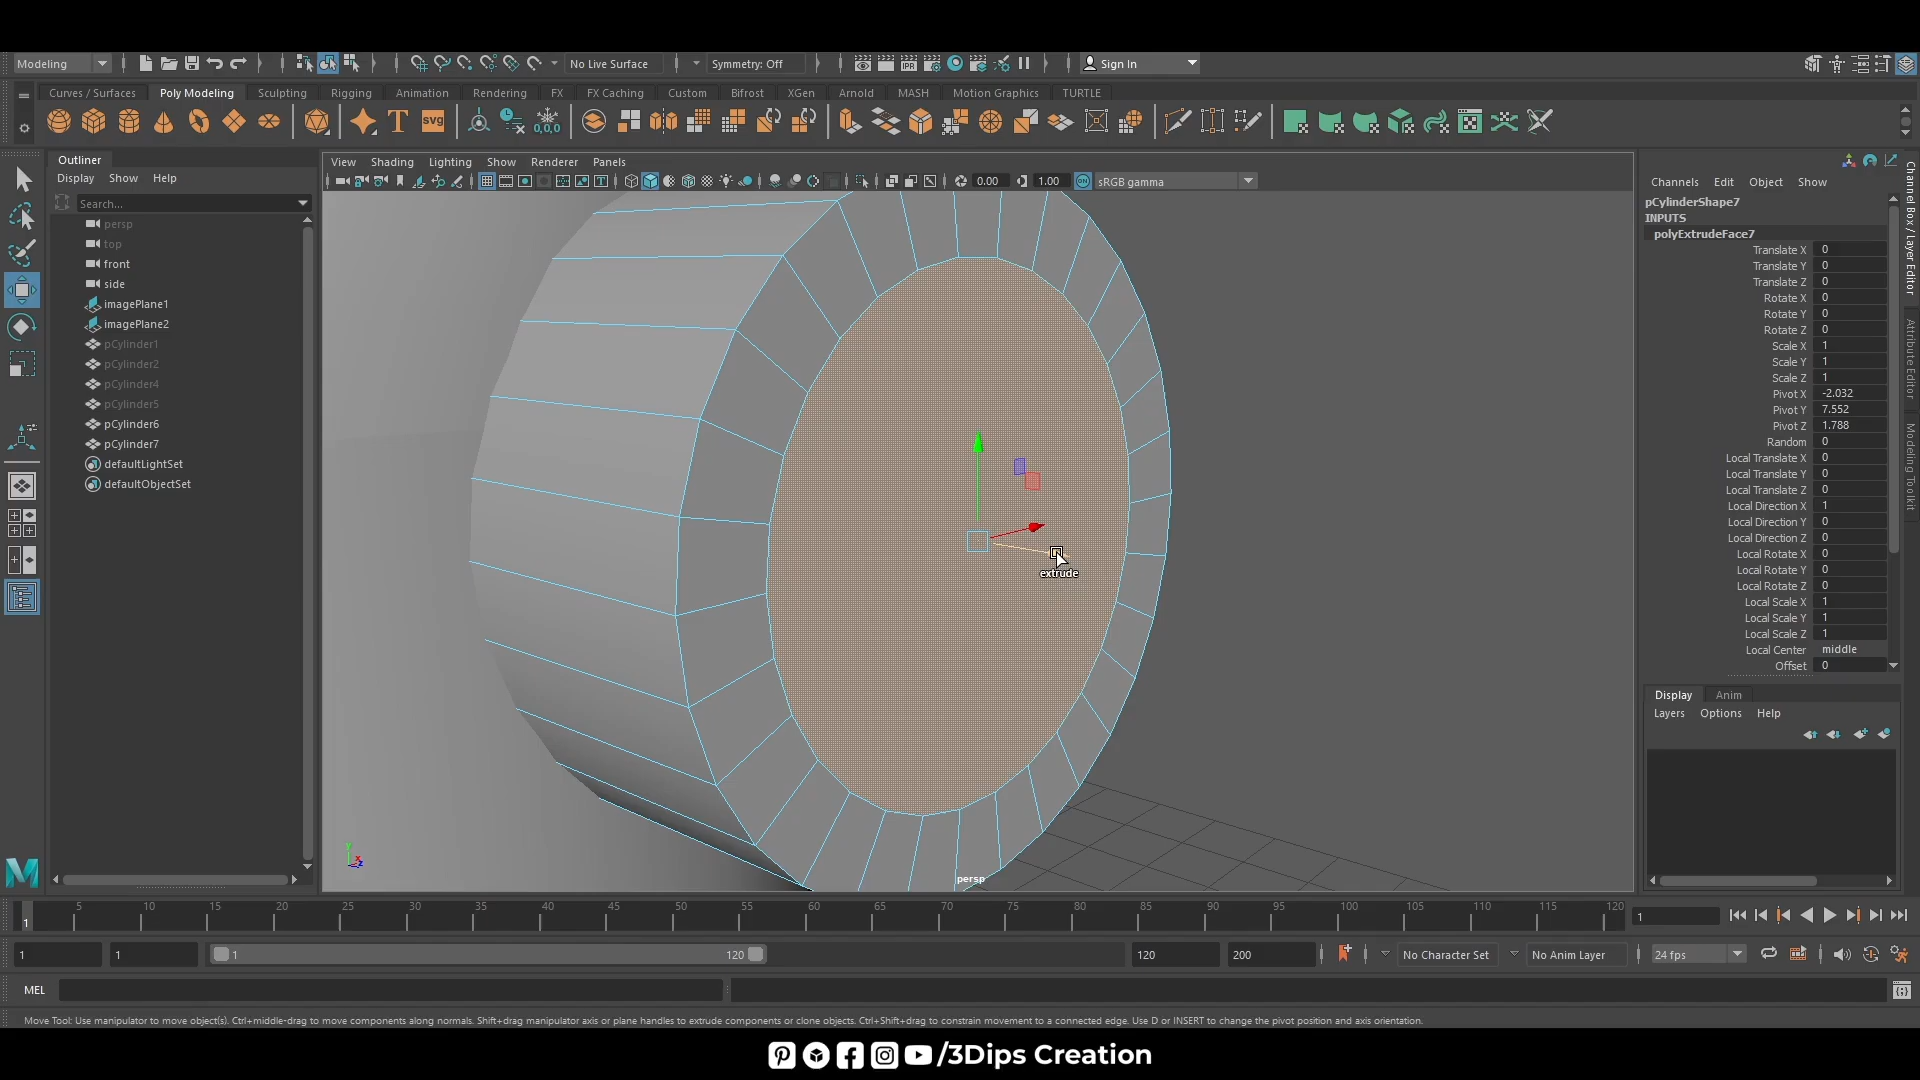 Modeling No Live Surface Symmetry: Off Sign In
Curves / Surfaces Poly Modeling Sculpting Rigging Animation Rendering FX FX Caching Custom Bifrost XGen Arnold MASH Motion Graphics TURTLE
Outliner
Display Show Help
Search...
persp
top
front
side
imagePlane1
imagePlane2
pCylinder1
pCylinder2
pCylinder4
pCylinder5
pCylinder6
pCylinder7
defaultLightSet
defaultObjectSet
View Shading Lighting Show Renderer Panels
0.00 1.00 ON sRGB gamma
extrude
persp
Channels Edit Object Show
pCylinderShape7
INPUTS
polyExtrudeFace7
Translate X 0
Translate Y 0
Translate Z 0
Rotate X 0
Rotate Y 0
Rotate Z 0
Scale X 1
Scale Y 1
Scale Z 1
Pivot X -2.032
Pivot Y 7.552
Pivot Z 1.788
Random 0
Local Translate X 0
Local Translate Y 0
Local Translate Z 0
Local Direction X 1
Local Direction Y 0
Local Direction Z 0
Local Rotate X 0
Local Rotate Y 0
Local Rotate Z 0
Local Scale X 1
Local Scale Y 1
Local Scale Z 1
Local Center middle
Offset 0
Display Anim
Layers Options Help
Channel Box / Layer Editor
Attribute Editor
Modeling Toolkit
1 5 10 15 20 25 30 35 40 45 50 55 60 65 70 75 80 85 90 95 100 105 110 115 120 1
1 1 1 120 120 200 No Character Set No Anim Layer 24 fps
MEL
Move Tool: Use manipulator to move object(s). Ctrl+middle-drag to move components along normals. Shift+drag manipulator axis or plane handles to extrude components or clone objects. Ctrl+Shift+drag to constrain movement to a connected edge. Use D or INSERT to change the pivot position and axis orientation.
/3Dips Creation